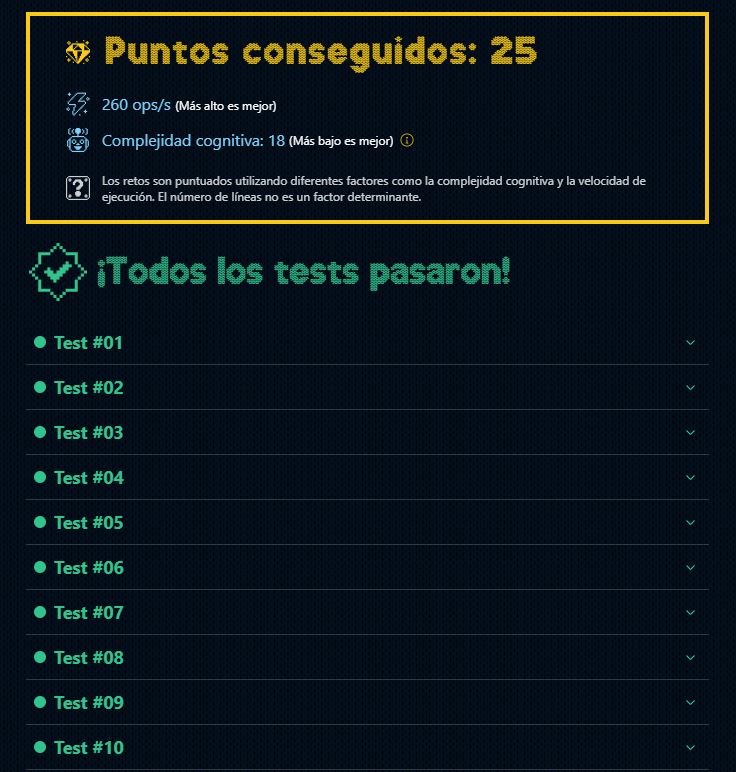 Puntos conseguidos: 25
260 ops/s (Más alto es mejor)
Complejidad cognitiva: 18 (Más bajo es mejor)
Los retos son puntuados utilizando diferentes factores como la complejidad cognitiva y la velocidad de
ejecución. El número de líneas no es un factor determinante.
¡Todos los tests pasaron!
Test #01
Test #02
Test #03
Test #04
Test #05
Test #06
Test #07
Test #08
Test #09
Test #10